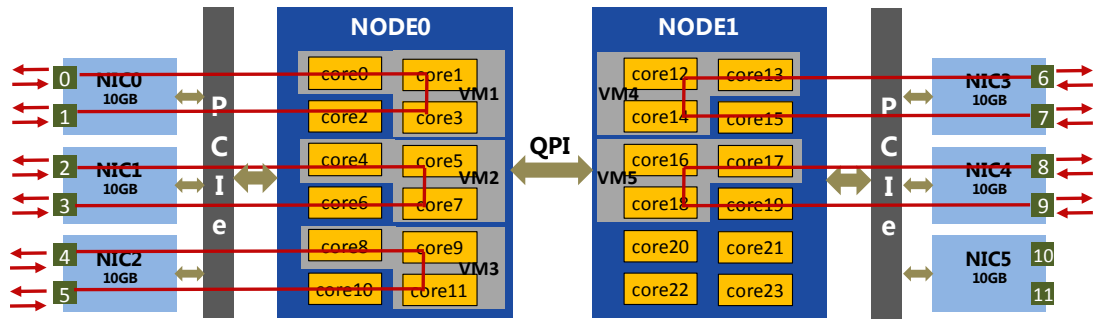 NODE0
NODE1
0
NIC0
10GB
1
2
NIC1
10GB
3
4
NIC2
10GB
5
P
C
I
e
core0
core1
VM1
core2
core3
core4
core5
VM2
core6
core7
core8
core9
VM3
core10
core11
QPI
core12
core13
VM4
core14
core15
core16
core17
VM5
core18
core19
core20
core21
core22
core23
P
C
I
e
NIC3
10GB
6
7
NIC4
10GB
8
9
NIC5
10GB
10
11